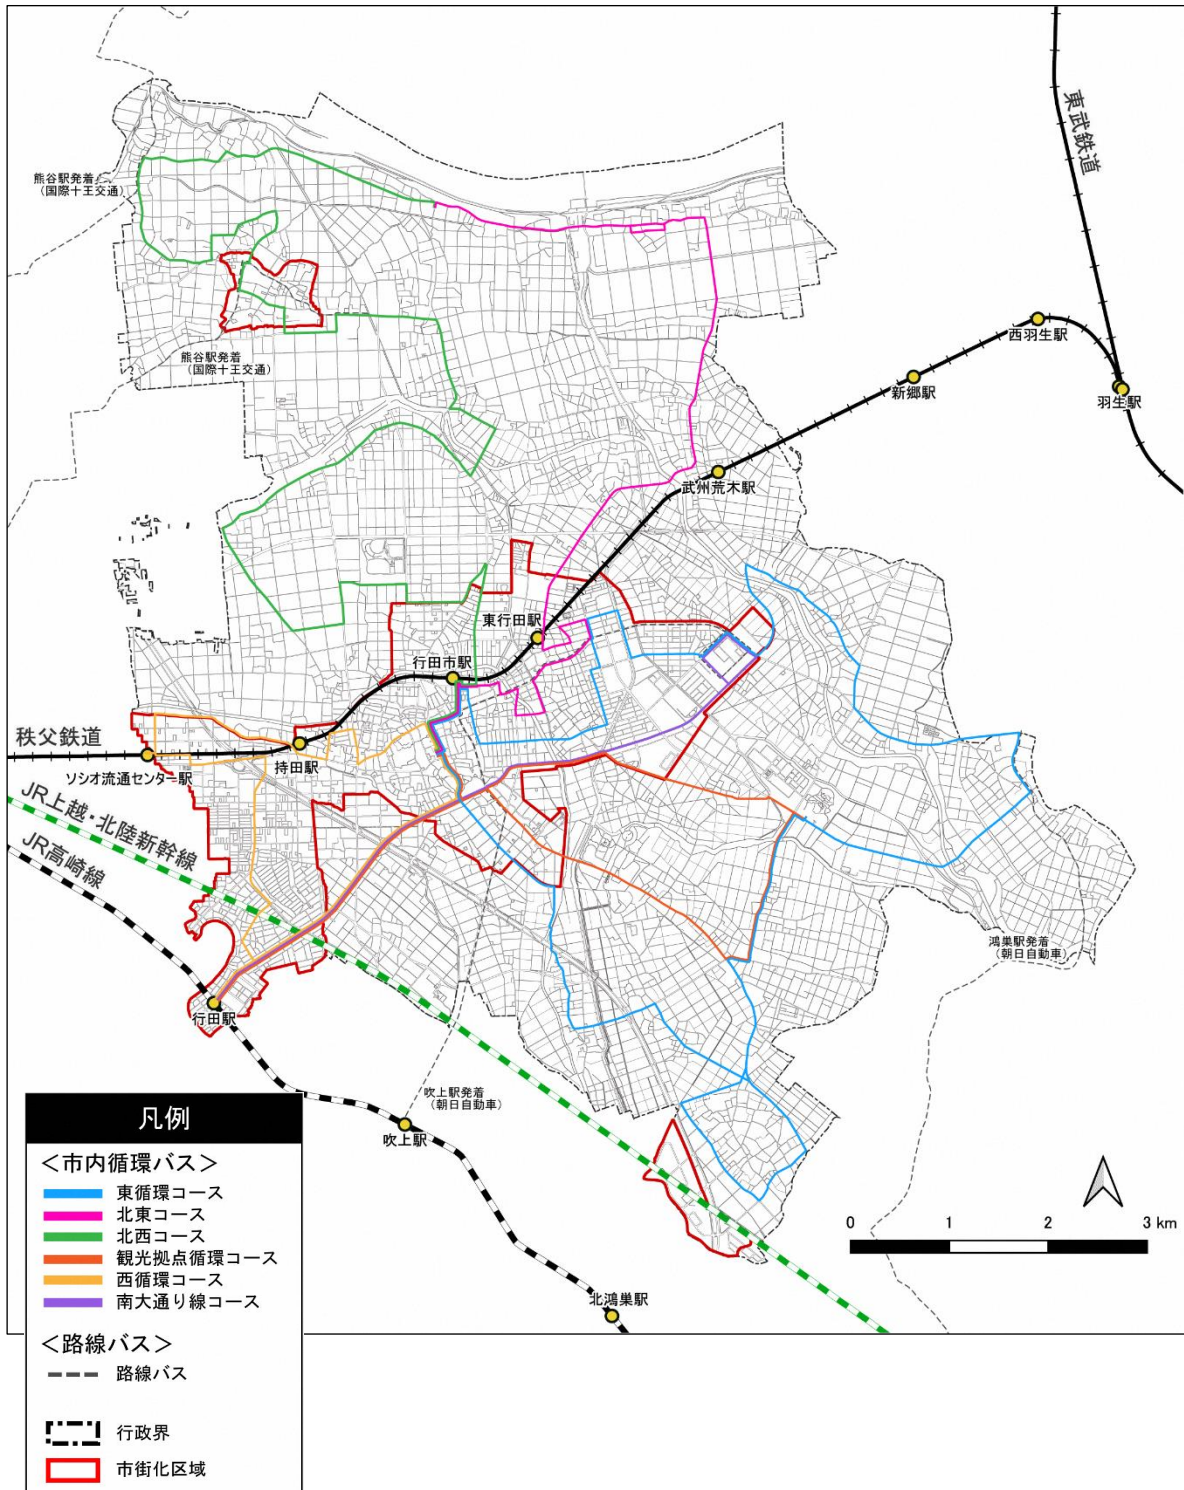 東武鉄道
熊谷駅発着
(国際十王交通)
西羽生駅
熊谷駅発着
(国際十王交通)
新郷駅
羽生駅
武州荒木駅
東行田駅
行田市駅
秩父鉄道
持田駅
ソシオ流通センター駅
JR上越・北陸新幹線
JR高崎線
鴻巣駅発着
(朝日自動車)
行田駅
吹上駅発着
(朝日自動車)
吹上駅
北鴻巣駅
0 1 2 3 km
凡例
<市内循環バス>
東循環コース
北東コース
北西コース
観光拠点循環コース
西循環コース
南大通り線コース
<路線バス>
路線バス
行政界
市街化区域